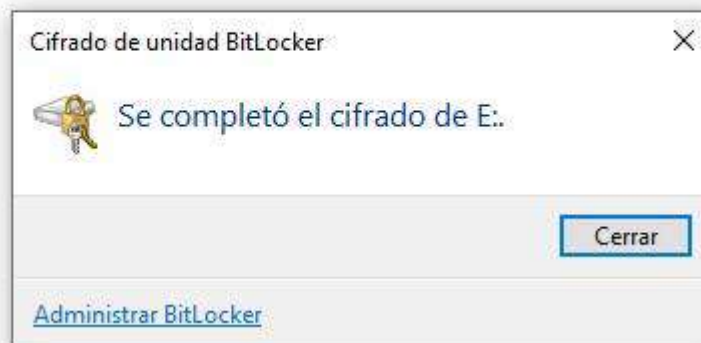 Cifrado de unidad BitLocker
Se completó el cifrado de E:.
Cerrar
Administrar BitLocker